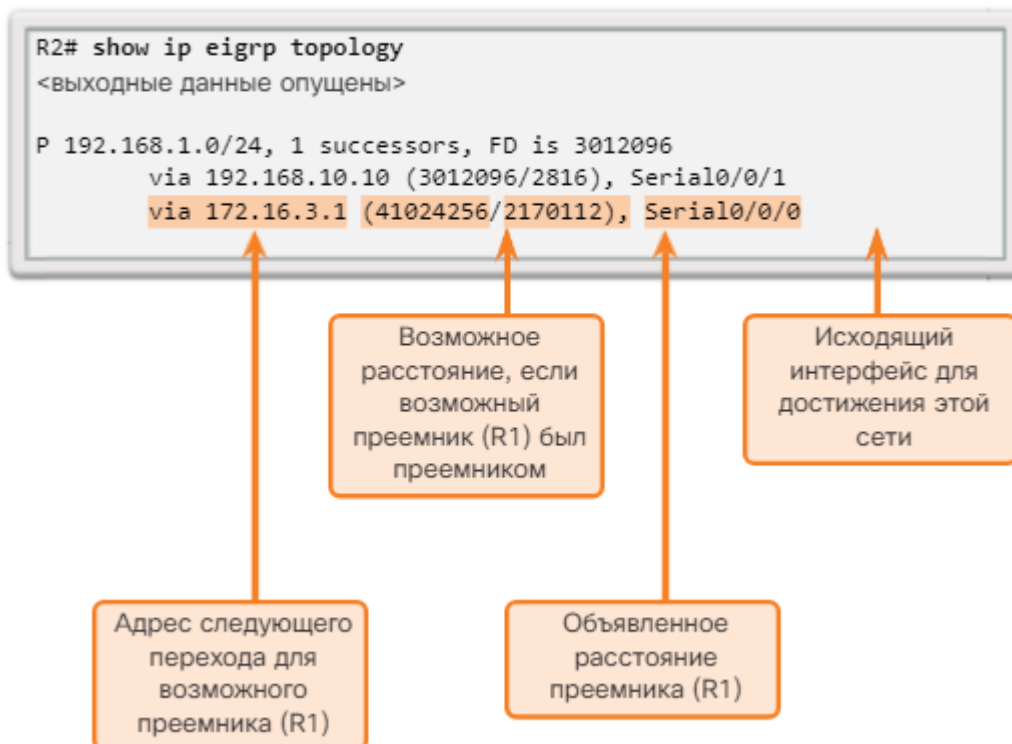 R2# show ip eigrp topology
<выходные данные опущены>
P 192.168.1.0/24, 1 successors, FD is 3012096
via 192.168.10.10 (3012096/2816), Serial0/0/1
via 172.16.3.1 (41024256/2170112), Serial0/0/0
Возможное
расстояние, если
возможный
преемник (R1) был
преемником
Исходящий
интерфейс для
достижения этой
сети
Адрес следующего
перехода для
возможного
преемника (R1)
Объявленное
расстояние
преемника (R1)